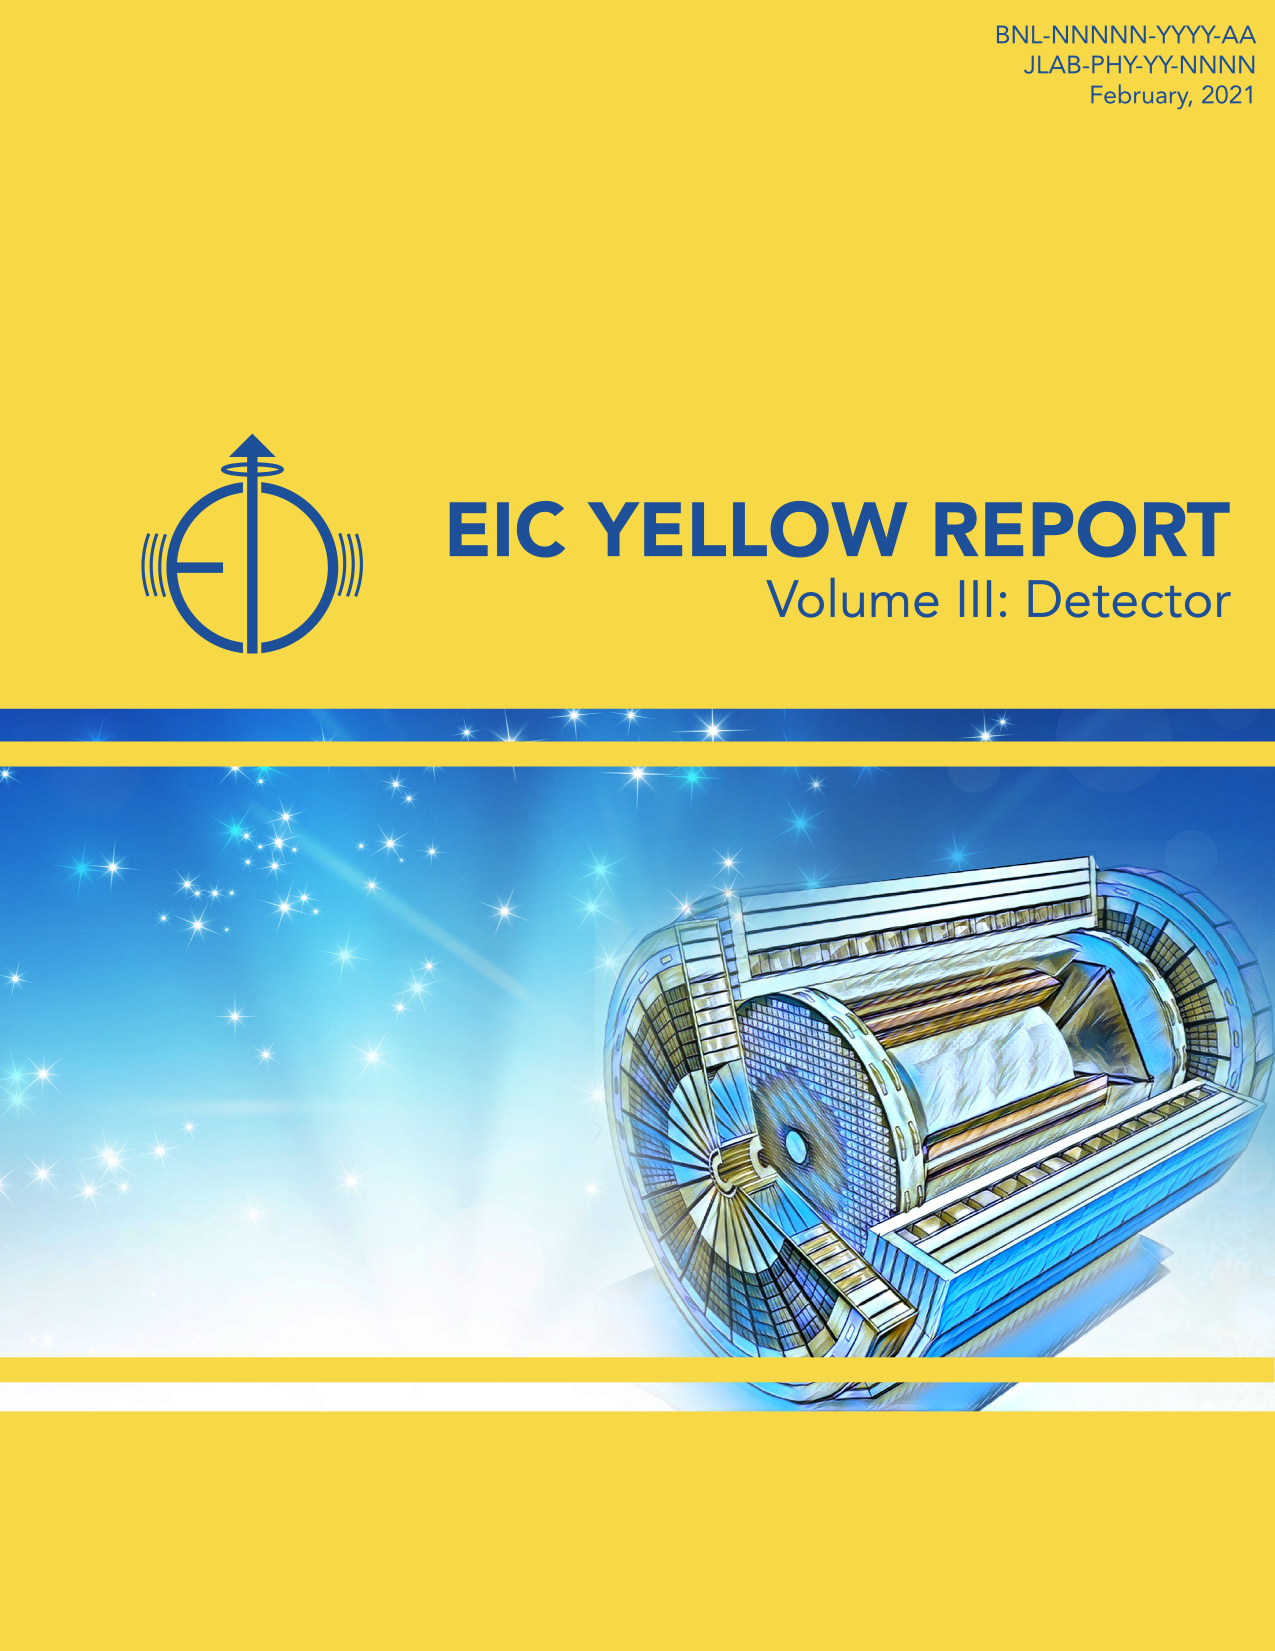 BNL-NNNNN-YYYY-AA
JLAB-PHY-YY-NNNN
February, 2021
EIC YELLOW REPORT
Volume III: Detector